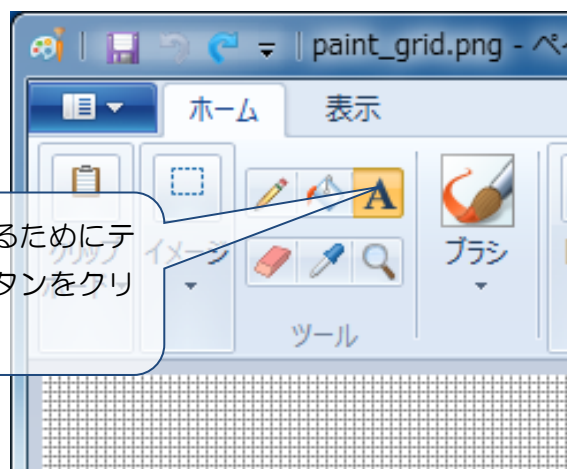 paint_grid.png - ペ
ホーム 表示
A
るためにテ
タンをクリ
イメージ
ブラシ
ツール